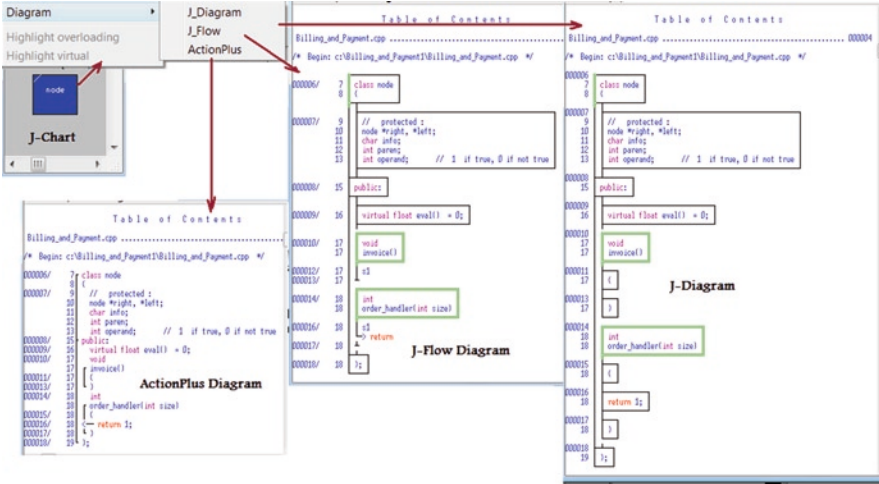 Diagram
Highlight overloading
Highlight virtual
J_Diagram
J_Flow
ActionPlus
node
J-Chart
Table of Contents
Billing_and_Payment.cpp
/* Begin: c:\Billing_and_Payment1\Billing_and_Payment.cpp */
000006/ 7 class node
8 {
000007/ 9 // protected :
10 node *right, *left;
11 char info;
12 int paren;
13 int operand; // 1 if true, 0 if not true
000008/ 15 public:
000009/ 16 virtual float eval() = 0;
000010/ 17 void
17 invoice()
000011/ 17 {
000013/ 17 }
000014/ 18 int
18 order_handler(int size)
000015/ 18 {
000016/ 18 return 1;
000017/ 18 }
000018/ 19 };
ActionPlus Diagram
Table of Contents
Billing_and_Payment.cpp
/* Begin: c:\Billing_and_Payment1\Billing_and_Payment.cpp */
000006/ 7 class node
8 {
000007/ 9 // protected :
10 node *right, *left;
11 char info;
12 int paren;
13 int operand; // 1 if true, 0 if not true
000008/ 15 public:
000009/ 16 virtual float eval() = 0;
000010/ 17 void
17 invoice()
000012/ 17 s1
000013/ 17
000014/ 18 int
18 order_handler(int size)
000016/ 18 s1
return
000017/ 18
000018/ 18 };
J-Flow Diagram
Table of Contents
Billing_and_Payment.cpp 000004
/* Begin: c:\Billing_and_Payment1\Billing_and_Payment.cpp */
000006
7 class node
8 {
000007
9 // protected :
10 node *right, *left;
11 char info;
12 int paren;
13 int operand; // 1 if true, 0 if not true
000008
15 public:
000009
16 virtual float eval() = 0;
000010
17 void
17 invoice()
000011
17 {
000013
17 }
000014
18 int
18 order_handler(int size)
000015
18 {
000016
18 return 1;
000017
18 }
000018
19 };
J-Diagram